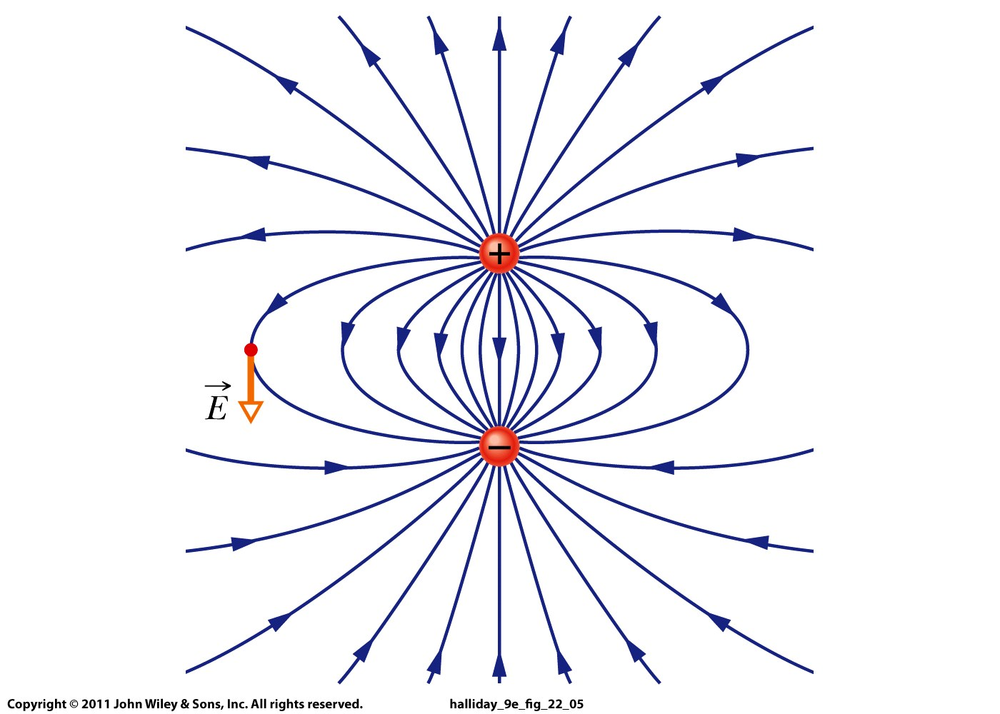 +
E
−
Copyright © 2011 John Wiley & Sons, Inc. All rights reserved. halliday_9e_fig_22_05